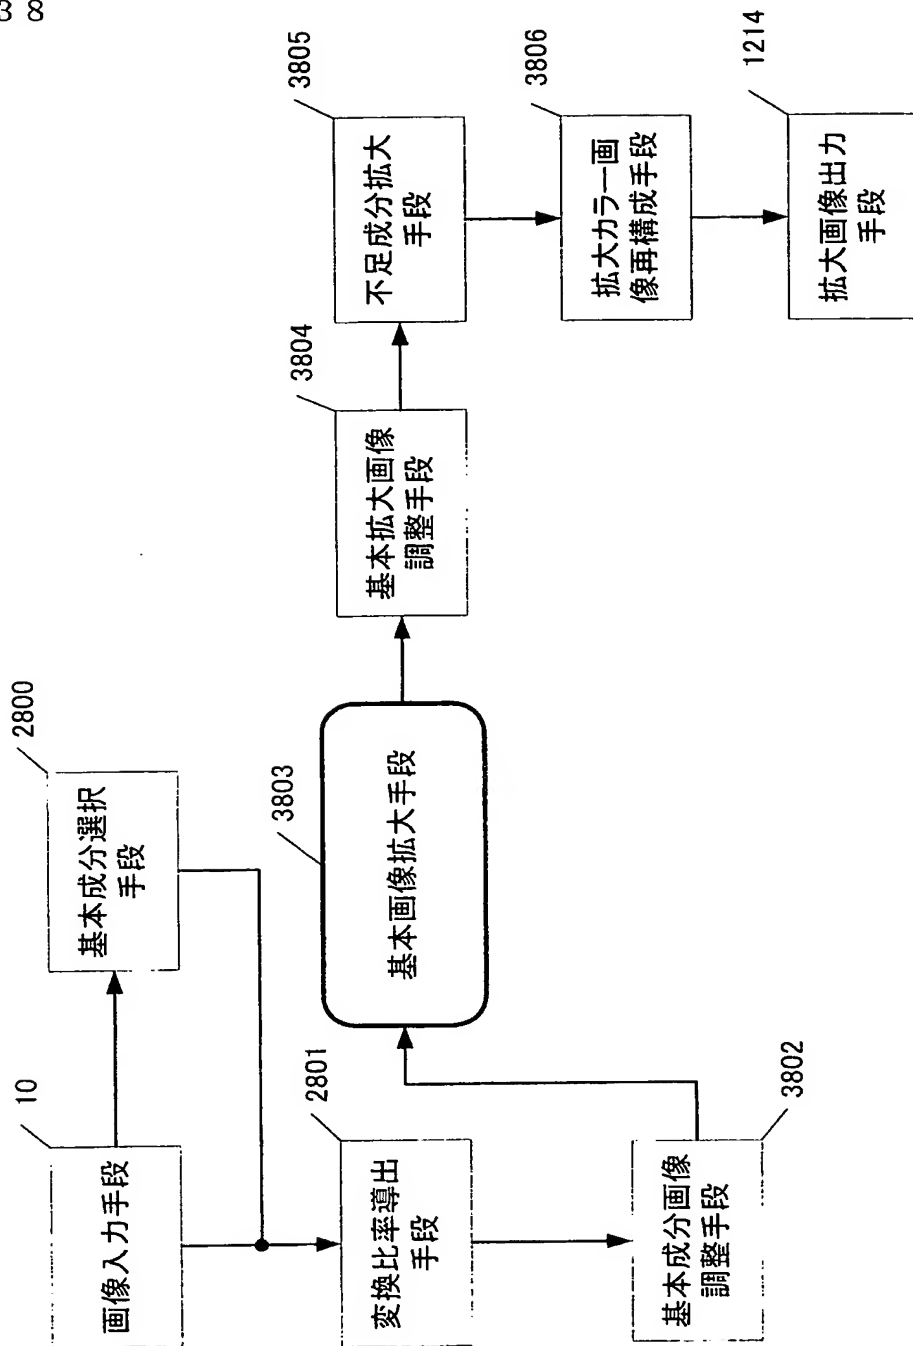 38
10
画像入力手段
2800
基本成分選択
手段
2801
変換比率導出
手段
3802
基本成分画像
調整手段
3803
基本画像拡大手段
3804
基本拡大画像
調整手段
3805
不足成分拡大
手段
3806
拡大カラー画
像再構成手段
1214
拡大画像出力
手段